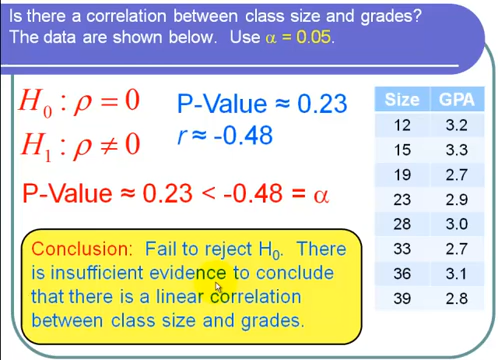 Is there a correlation between class size and grades?
The data are shown below. Use α = 0.05.
H₀ : ρ = 0
H₁ : ρ ≠ 0
P-Value ≈ 0.23
r ≈ -0.48
P-Value ≈ 0.23 < -0.48 = α
Conclusion: Fail to reject H₀. There
is insufficient evidence to conclude
that there is a linear correlation
between class size and grades.
Size GPA
12 3.2
15 3.3
19 2.7
23 2.9
28 3.0
33 2.7
36 3.1
39 2.8